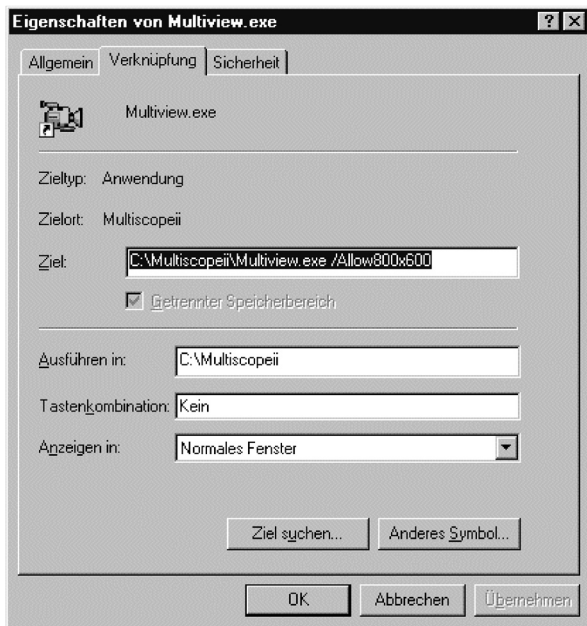 Eigenschaften von Multiview.exe
Allgemein Verknüpfung Sicherheit
Multiview.exe
Zieltyp: Anwendung
Zielort: Multiscopeii
Ziel: C:\Multiscopeii\Multiview.exe /Allow800x600
Getrennter Speicherbereich
Ausführen in: C:\Multiscopeii
Tastenkombination: Kein
Anzeigen in: Normales Fenster
Ziel suchen... Anderes Symbol...
OK Abbrechen Übernehmen